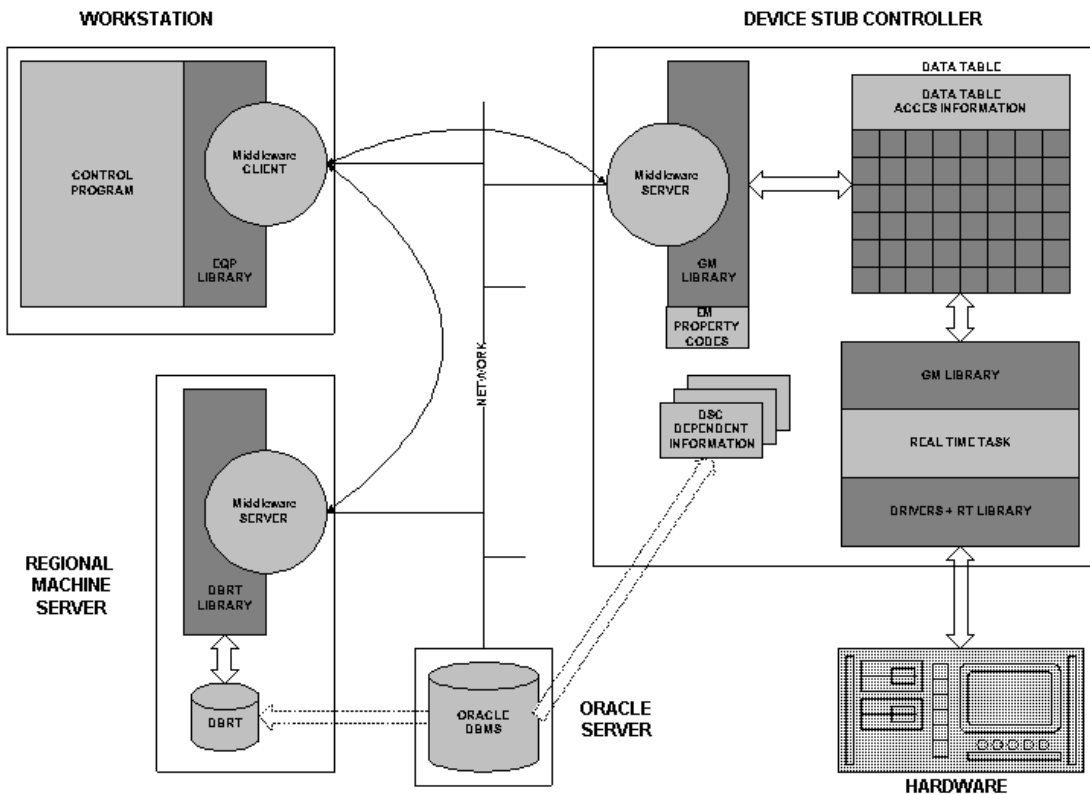 WORKSTATION
DEVICE STUB CONTROLLER
CONTROL
PROGRAM
Middleware
CLIENT
EQP
LIBRARY
Middleware
SERVER
GM
LIBRARY
EM
PROPERTY
CODES
DATA TABLE
DATA TABLE
ACCES INFORMATION
NETWORK
GM LIBRARY
REAL TIME TASK
DRIVERS + RT LIBRARY
DSC
DEPENDENT
INFORMATION
REGIONAL
MACHINE
SERVER
Middleware
SERVER
DBRT
LIBRARY
DBRT
ORACLE
DBMS
ORACLE
SERVER
HARDWARE